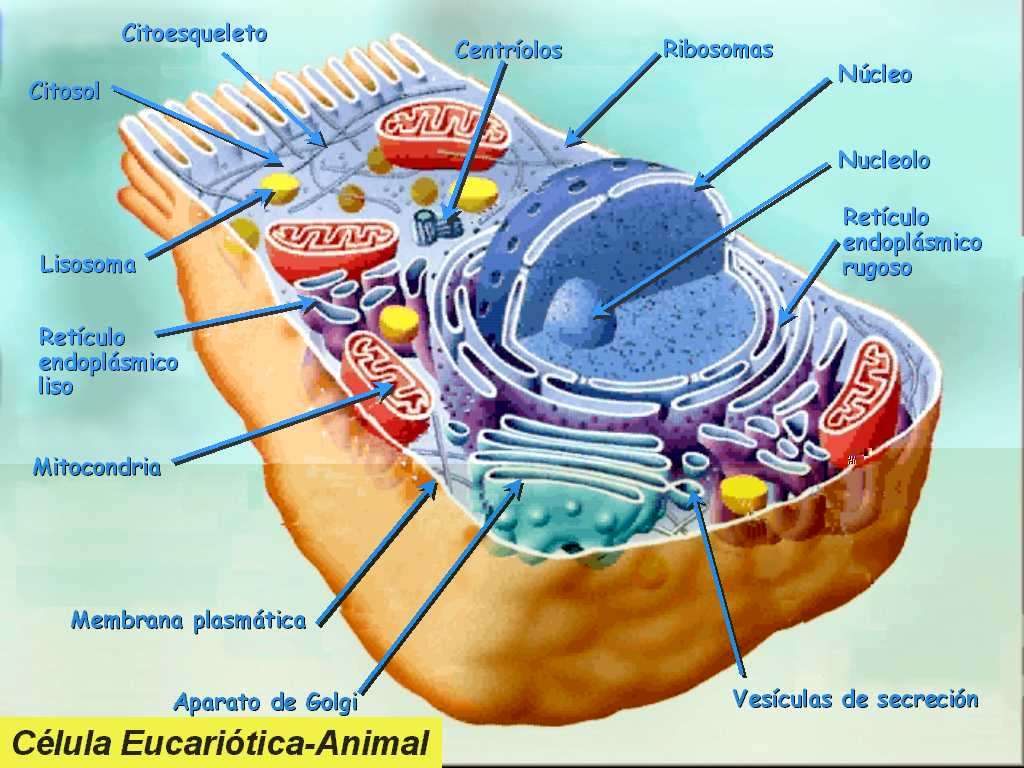 Citoesqueleto
Centríolos
Ribosomas
Núcleo
Citosol
Nucleolo
Retículo
endoplásmico
rugoso
Lisosoma
Retículo
endoplásmico
liso
Mitocondria
Membrana plasmática
Aparato de Golgi
Vesículas de secreción
Célula Eucariótica-Animal